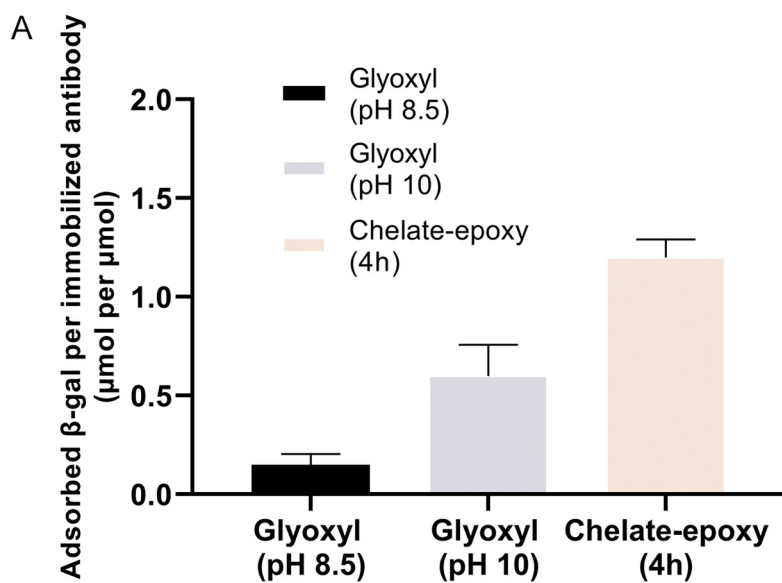 A
Adsorbed β-gal per immobilized antibody
(μmol per μmol)
2.0
1.5
1.0
0.5
0.0
Glyoxyl
(pH 8.5)
Glyoxyl
(pH 10)
Chelate-epoxy
(4h)
Glyoxyl
(pH 8.5)
Glyoxyl
(pH 10)
Chelate-epoxy
(4h)